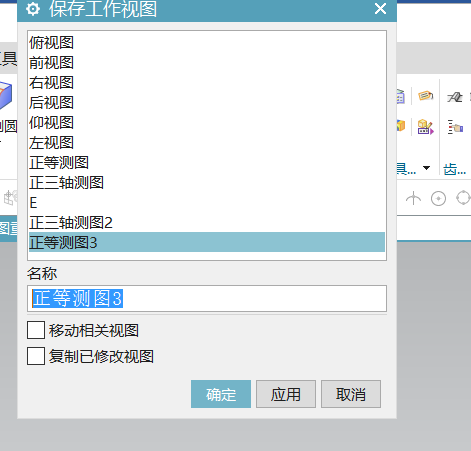 保存工作视图
俯视图
前视图
右视图
后视图
仰视图
左视图
正等测图
正三轴测图
E
正三轴测图2
正等测图3
名称
正等测图3
移动相关视图
复制已修改视图
确定
应用
取消
具
圆
具...
齿...
图